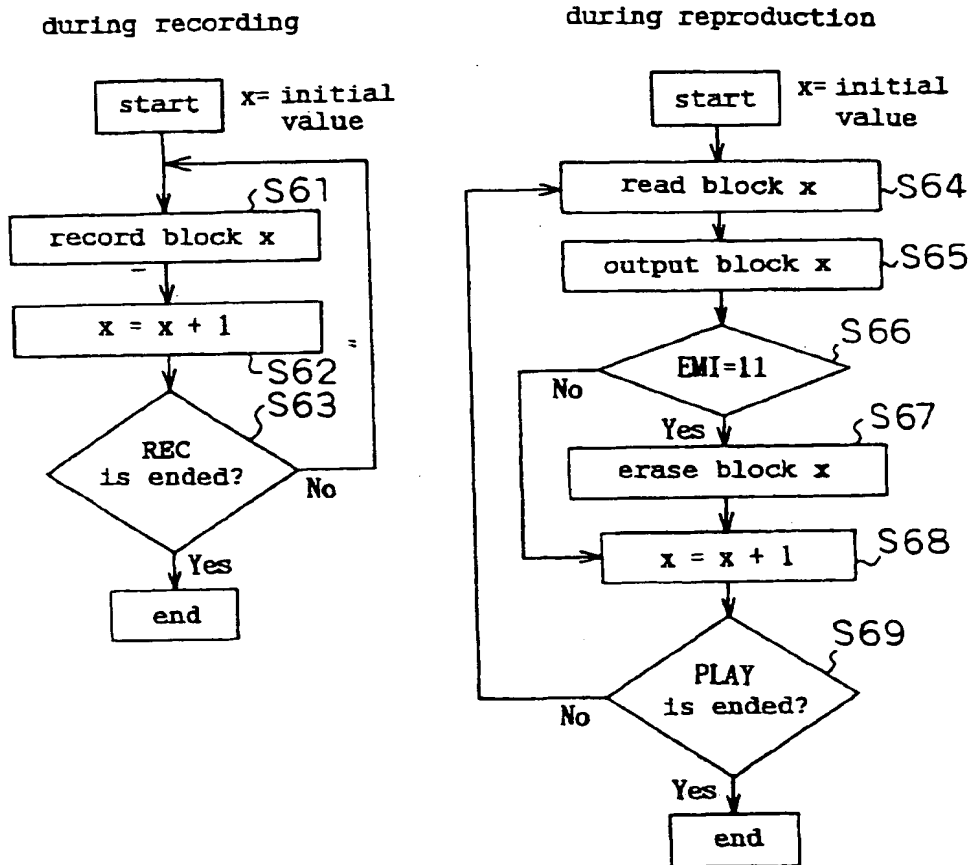 during recording
start
x= initial
value
S61
record block x
x = x + 1
S62
S63
REC
is ended?
No
Yes
end
during reproduction
start
x= initial
value
read block x
S64
output block x
S65
S66
EMI=11
No
Yes
S67
erase block x
S68
x = x + 1
S69
PLAY
is ended?
No
Yes
end